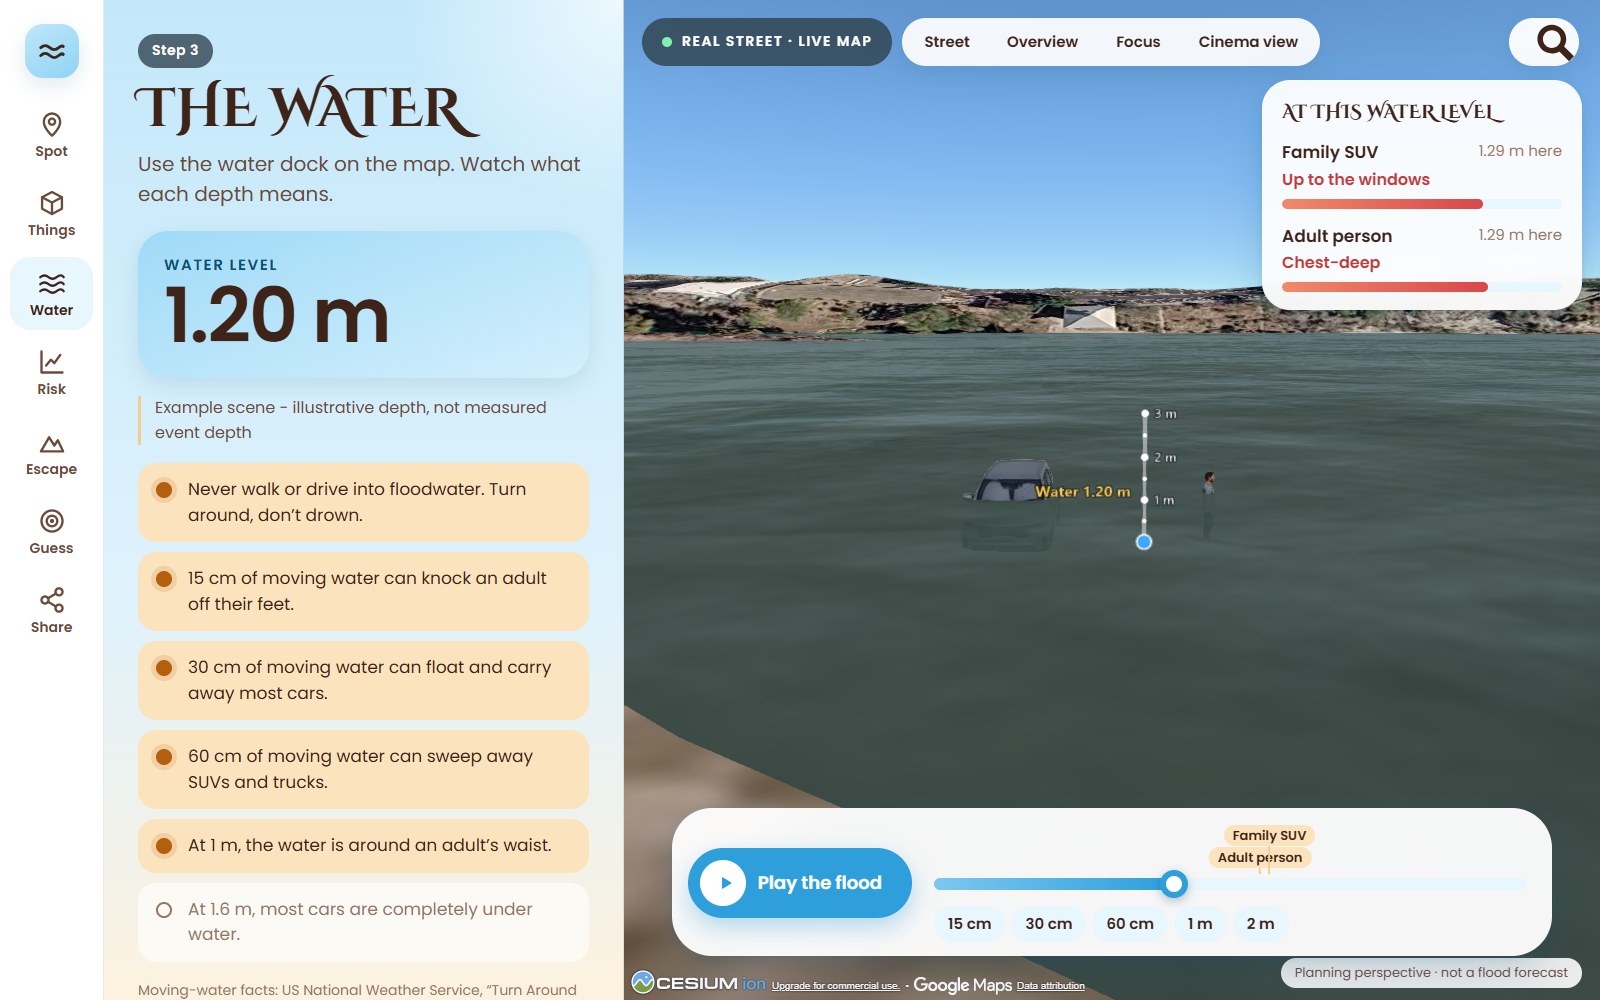 Spot
Things
Water
Risk
Escape
Guess
Share
Step 3
THE WATER
Use the water dock on the map. Watch what
each depth means.
WATER LEVEL
1.20 m
Example scene - illustrative depth, not measured
event depth
Never walk or drive into floodwater. Turn
around, don’t drown.
15 cm of moving water can knock an adult
off their feet.
30 cm of moving water can float and carry
away most cars.
60 cm of moving water can sweep away
SUVs and trucks.
At 1 m, the water is around an adult’s waist.
At 1.6 m, most cars are completely under
water.
Moving-water facts: US National Weather Service, “Turn Around
REAL STREET · LIVE MAP
Street Overview Focus Cinema view
AT THIS WATER LEVEL
Family SUV 1.29 m here
Up to the windows
Adult person 1.29 m here
Chest-deep
3 m
2 m
Water 1.20 m
1 m
Family SUV
Adult person
Play the flood
15 cm 30 cm 60 cm 1 m 2 m
Planning perspective · not a flood forecast
CESIUM ion Upgrade for commercial use. · Google Maps Data attribution